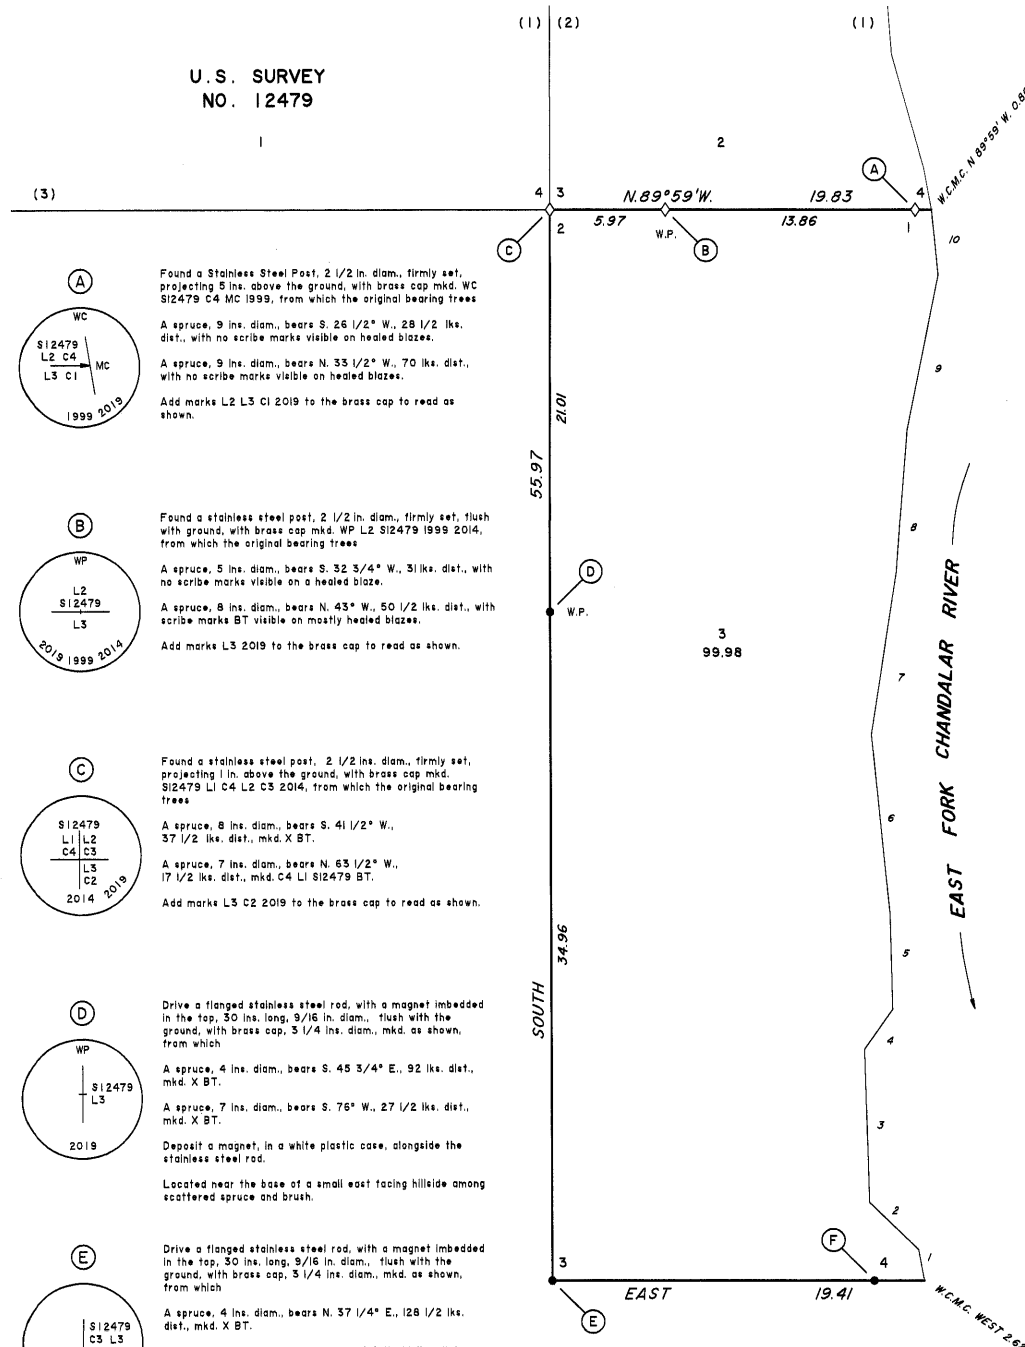 (1) (2) (1)
U.S. SURVEY
NO. 12479
1
2
W.C.M.C. N 89°59' W.
A
(3)
4 3
N.89°59'W. 19.83
4
5.97 13.86
2
W.P.
1
C
B
10
A
Found a Stainless Steel Post, 2 1/2 in. diam., firmly set,
projecting 5 ins. above the ground, with brass cap mkd. WC
S12479 C4 MC 1999, from which the original bearing trees
A spruce, 9 ins. diam., bears S. 26 1/2° W., 28 1/2 lks.
dist., with no scribe marks visible on healed blazes.
A spruce, 9 ins. diam., bears N. 33 1/2° W., 70 lks. dist.,
with no scribe marks visible on healed blazes.
Add marks L2 L3 C1 2019 to the brass cap to read as
shown.
WC
S12479
L2 C4
MC
L3 C1
1999 2019
9
21.01
55.97
B
Found a stainless steel post, 2 1/2 in. diam., firmly set, flush
with ground, with brass cap mkd. WP L2 S12479 1999 2014,
from which the original bearing trees
A spruce, 5 ins. diam., bears S. 32 3/4° W., 31 lks. dist., with
no scribe marks visible on a healed blaze.
A spruce, 8 ins. diam., bears N. 43° W., 50 1/2 lks. dist., with
scribe marks BT visible on mostly healed blazes.
Add marks L3 2019 to the brass cap to read as shown.
WP
L2
S12479
L3
2019 1999 2014
8
D
W.P.
3
99.98
7
EAST FORK CHANDALAR RIVER
C
Found a stainless steel post, 2 1/2 ins. diam., firmly set,
projecting 1 in. above the ground, with brass cap mkd.
S12479 L1 C4 L2 C3 2014, from which the original bearing
trees
A spruce, 8 ins. diam., bears S. 41 1/2° W.,
37 1/2 lks. dist., mkd. X BT.
A spruce, 7 ins. diam., bears N. 63 1/2° W.,
17 1/2 lks. dist., mkd. C4 L1 S12479 BT.
Add marks L3 C2 2019 to the brass cap to read as shown.
S12479
L1 L2
C4 C3
L3
C2
2014 2019
6
5
34.96
SOUTH
D
Drive a flanged stainless steel rod, with a magnet imbedded
in the top, 30 ins. long, 9/16 in. diam., flush with the
ground, with brass cap, 3 1/4 ins. diam., mkd. as shown,
from which
A spruce, 4 ins. diam., bears S. 45 3/4° E., 92 lks. dist.,
mkd. X BT.
A spruce, 7 ins. diam., bears S. 76° W., 27 1/2 lks. dist.,
mkd. X BT.
Deposit a magnet, in a white plastic case, alongside the
stainless steel rod.
Located near the base of a small east facing hillside among
scattered spruce and brush.
WP
S12479
L3
2019
4
3
2
F
1
3
4
EAST 19.41
E
W.C.M.C. WEST
E
Drive a flanged stainless steel rod, with a magnet imbedded
in the top, 30 ins. long, 9/16 in. diam., flush with the
ground, with brass cap, 3 1/4 ins. diam., mkd. as shown,
from which
A spruce, 4 ins. diam., bears N. 37 1/4° E., 128 1/2 lks.
dist., mkd. X BT.
S12479
C3 L3